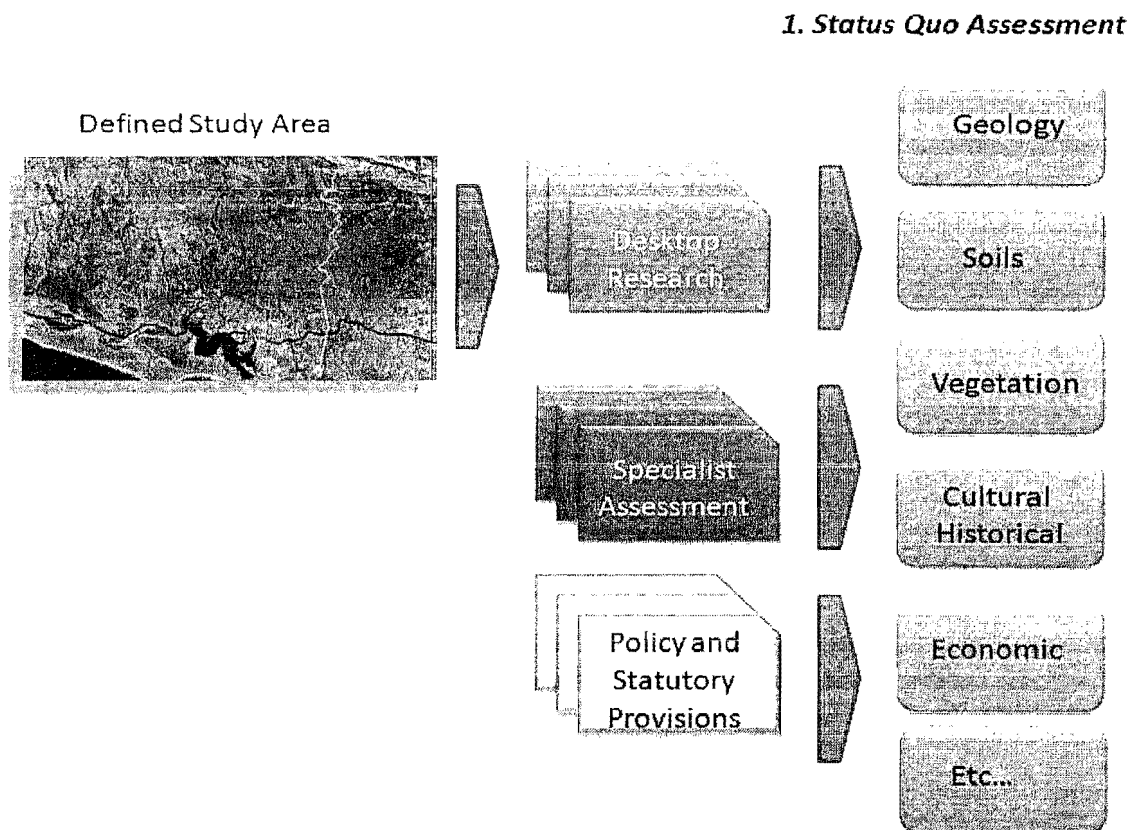 1. Status Quo Assessment
Defined Study Area
Desktop
Research
Specialist
Assessment
Policy and
Statutory
Provisions
Geology
Soils
Vegetation
Cultural
Historical
Economic
Etc...